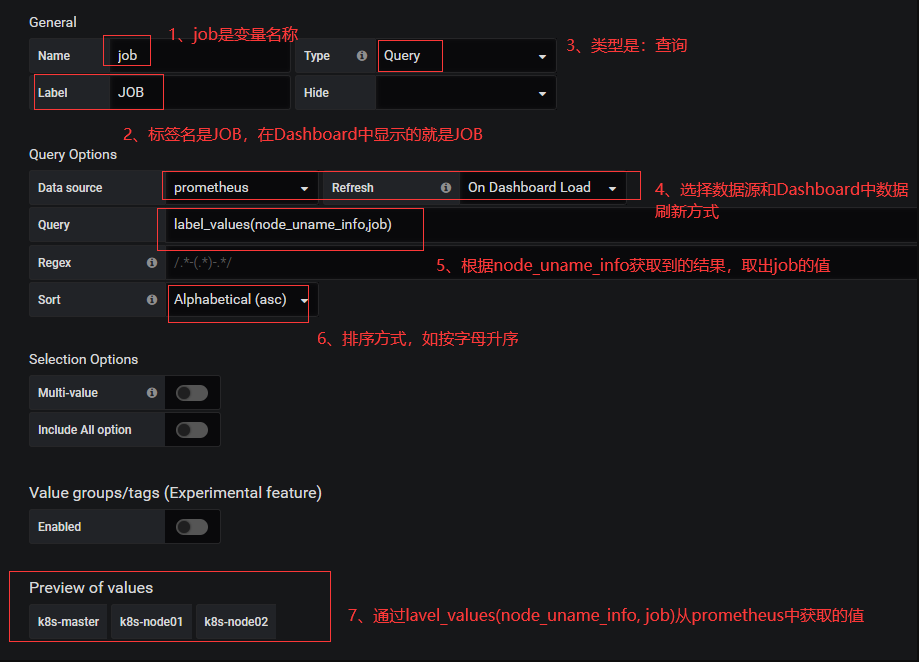 General
1、job是变量名称
Name job Type Query
3、类型是：查询
Label JOB Hide
2、标签名是JOB，在Dashboard中显示的就是JOB
Query Options
Data source prometheus Refresh On Dashboard Load
4、选择数据源和Dashboard中数据
刷新方式
Query label_values(node_uname_info,job)
Regex /.*-(.*)-.*/
5、根据node_uname_info获取到的结果，取出job的值
Sort Alphabetical (asc)
6、排序方式，如按字母升序
Selection Options
Multi-value
Include All option
Value groups/tags (Experimental feature)
Enabled
Preview of values
k8s-master k8s-node01 k8s-node02
7、通过lavel_values(node_uname_info, job)从prometheus中获取的值